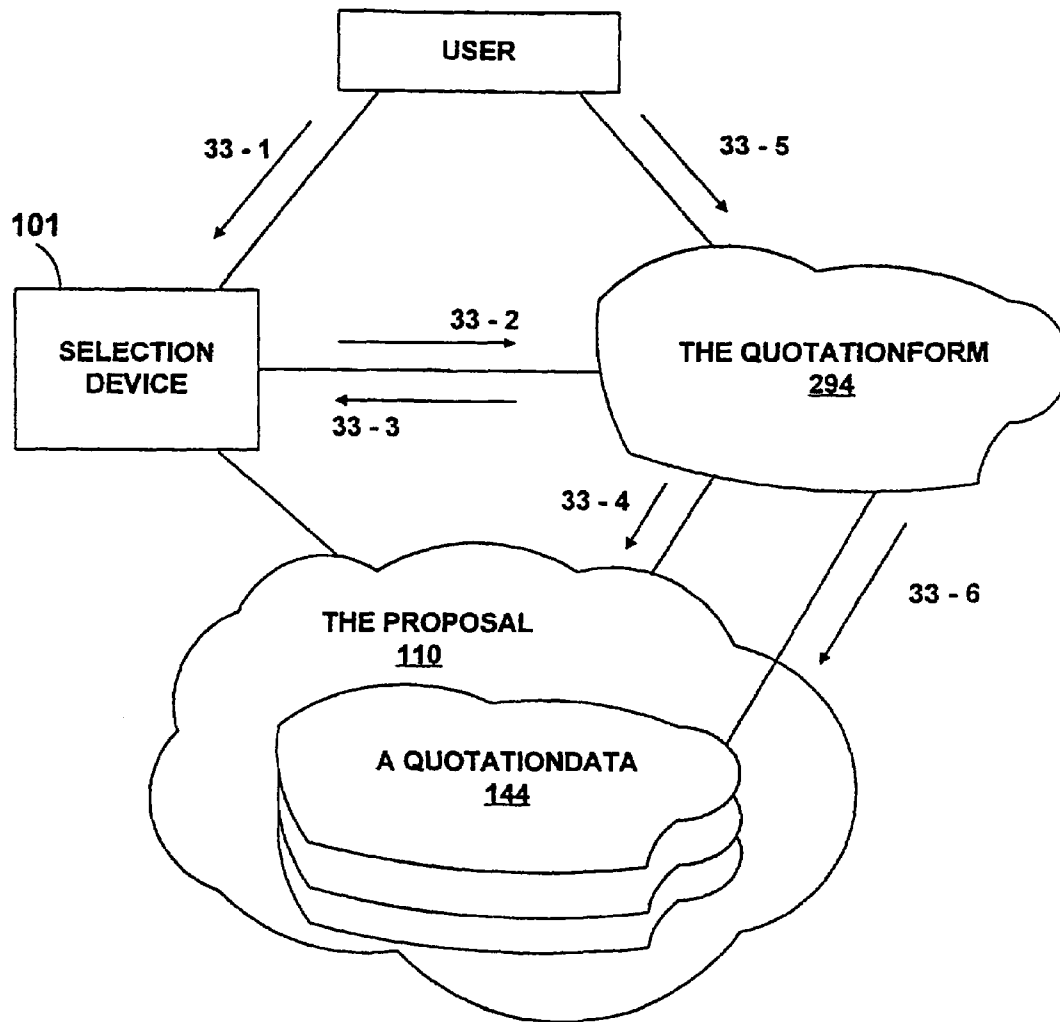 USER
33 - 1
33 - 5
101
33 - 2
SELECTION
DEVICE
THE QUOTATIONFORM
294
33 - 3
33 - 4
33 - 6
THE PROPOSAL
110
A QUOTATIONDATA
144